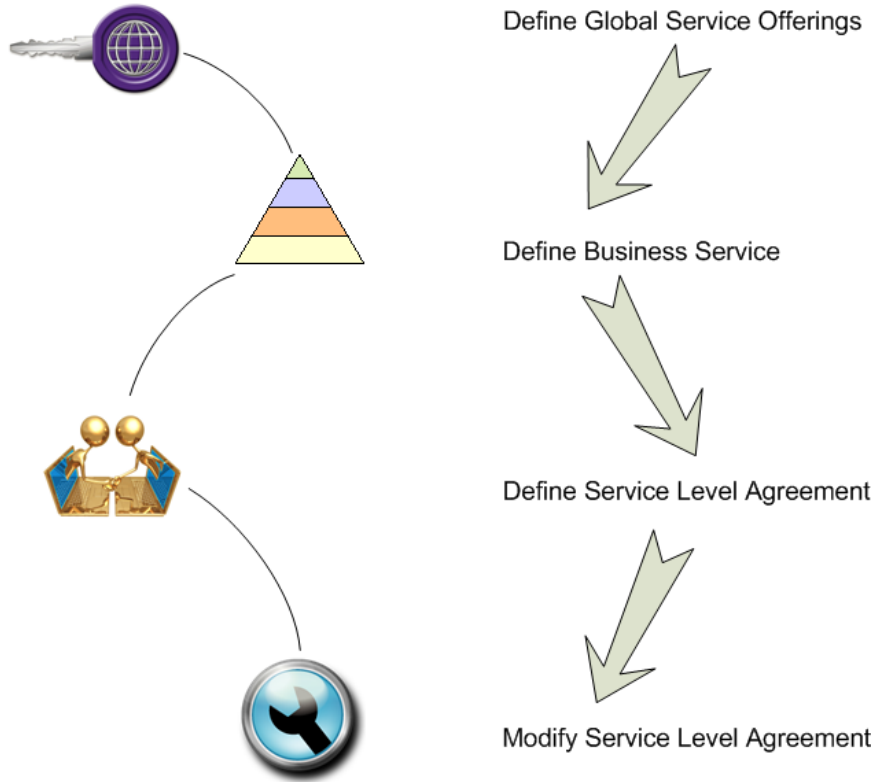 Define Global Service Offerings
Define Business Service
Define Service Level Agreement
Modify Service Level Agreement